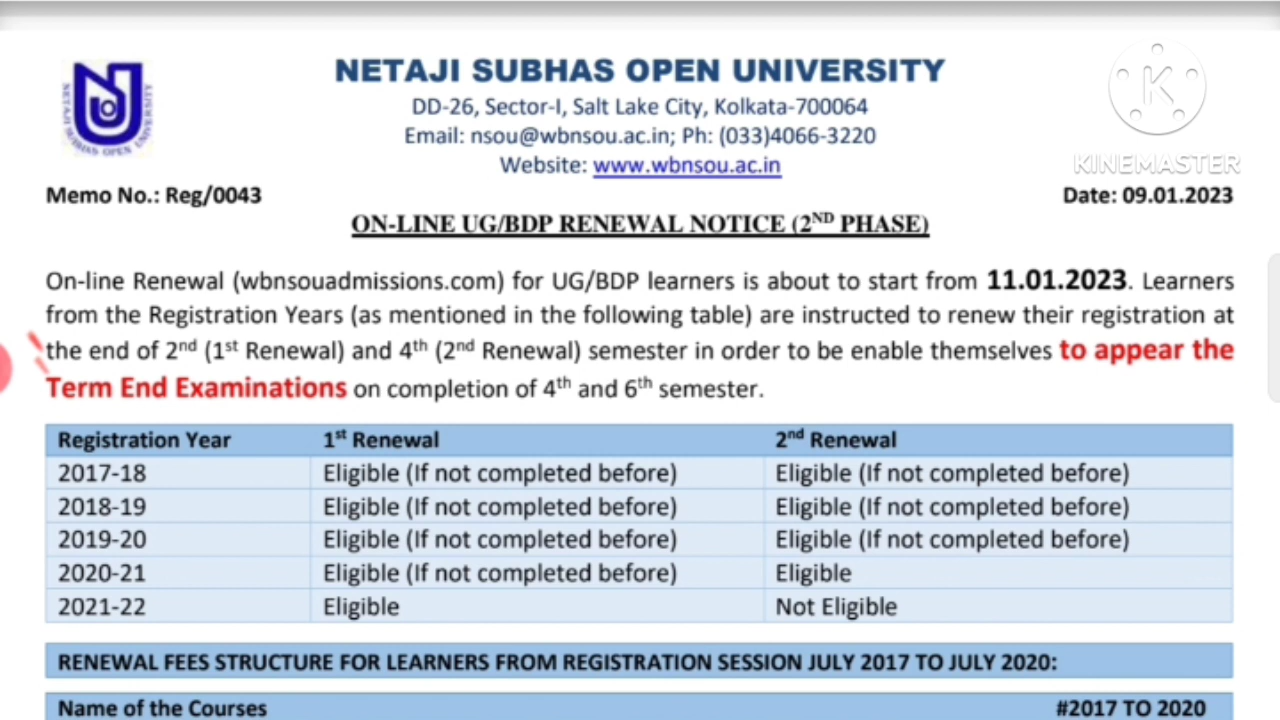 NETAJI SUBHAS OPEN UNIVERSITY
DD-26, Sector-I, Salt Lake City, Kolkata-700064
Email: nsou@wbnsou.ac.in; Ph: (033)4066-3220
Website: www.wbnsou.ac.in
NETAJI SUBHAS OPEN UNIVERSITY
K
KINEMASTER
Memo No.: Reg/0043 Date: 09.01.2023
ON-LINE UG/BDP RENEWAL NOTICE (2ND PHASE)
On-line Renewal (wbnsouadmissions.com) for UG/BDP learners is about to start from 11.01.2023. Learners
from the Registration Years (as mentioned in the following table) are instructed to renew their registration at
the end of 2nd (1st Renewal) and 4th (2nd Renewal) semester in order to be enable themselves to appear the
Term End Examinations on completion of 4th and 6th semester.
Registration Year 1st Renewal 2nd Renewal
2017-18 Eligible (If not completed before) Eligible (If not completed before)
2018-19 Eligible (If not completed before) Eligible (If not completed before)
2019-20 Eligible (If not completed before) Eligible (If not completed before)
2020-21 Eligible (If not completed before) Eligible
2021-22 Eligible Not Eligible
RENEWAL FEES STRUCTURE FOR LEARNERS FROM REGISTRATION SESSION JULY 2017 TO JULY 2020:
Name of the Courses #2017 TO 2020